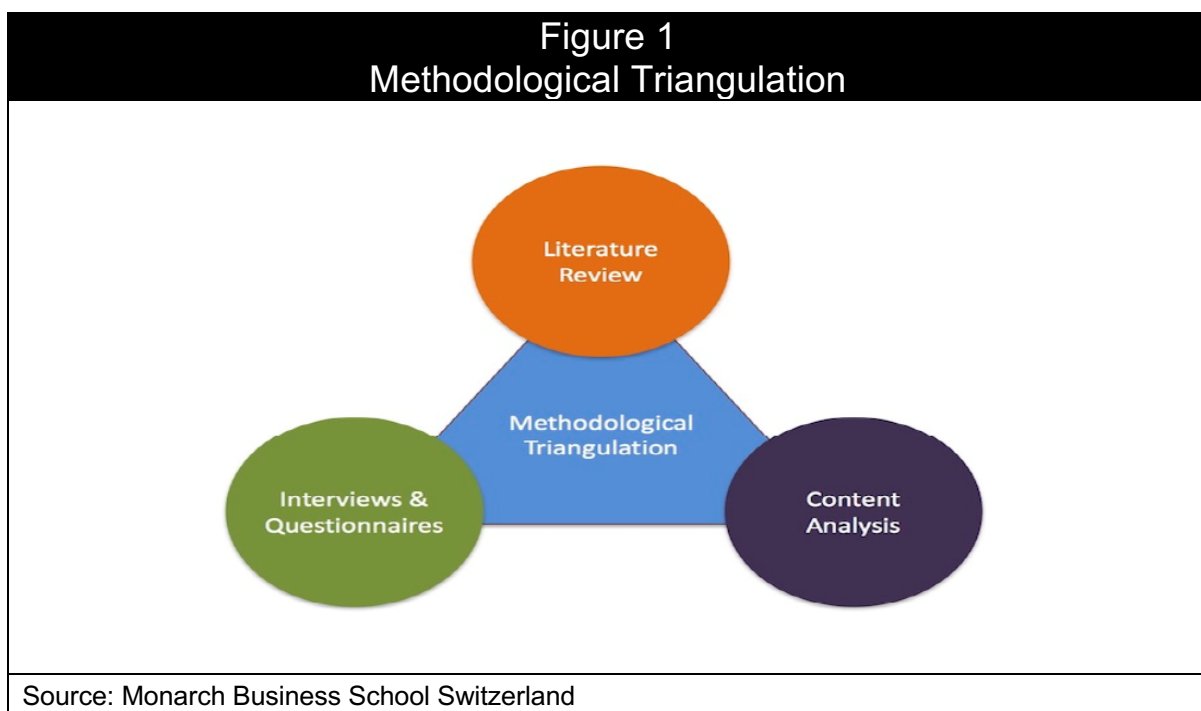 Figure 1
Methodological Triangulation
Literature
Review
Methodological
Triangulation
Interviews &
Questionnaires
Content
Analysis
Source: Monarch Business School Switzerland